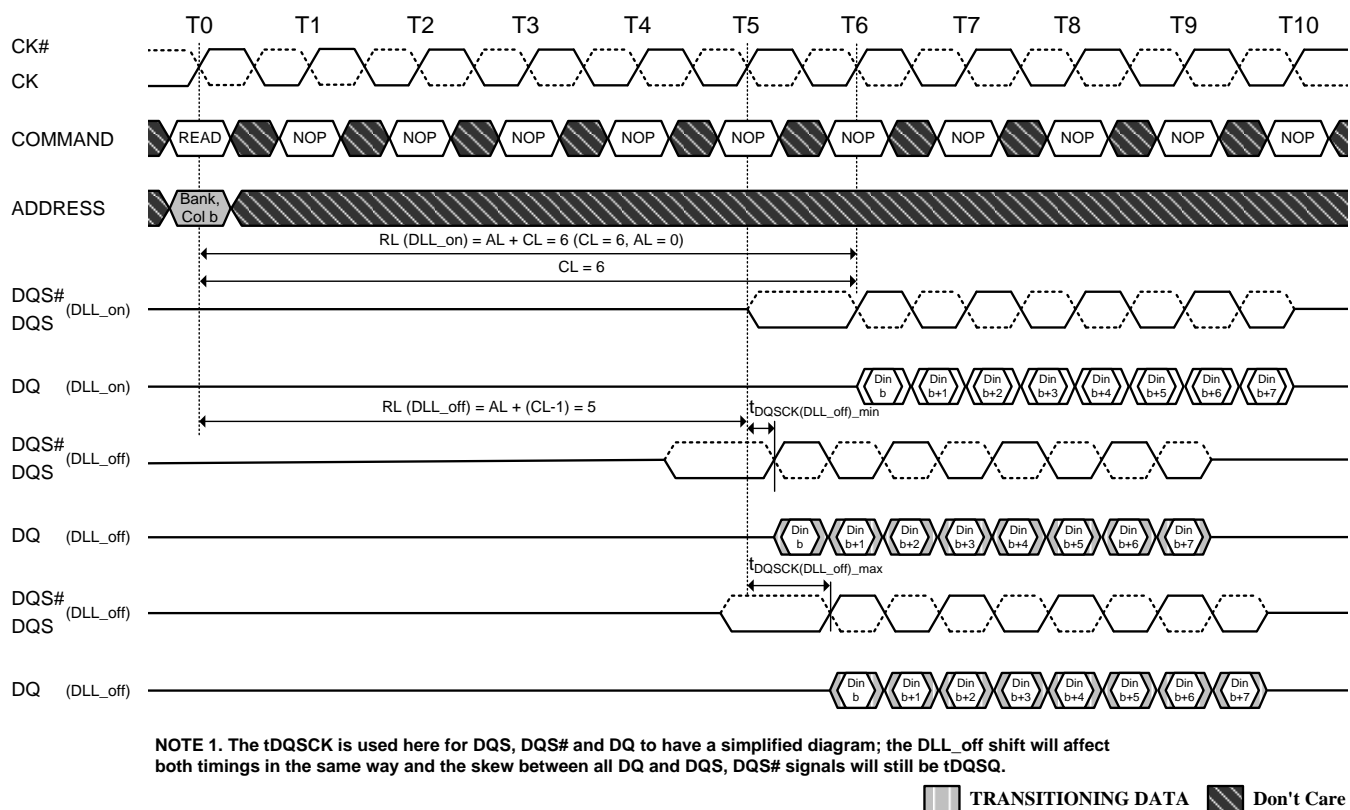 T0 T1 T2 T3 T4 T5 T6 T7 T8 T9 T10
CK#
CK
COMMAND READ NOP NOP NOP NOP NOP NOP NOP NOP NOP NOP
ADDRESS Bank,
Col b
RL (DLL_on) = AL + CL = 6 (CL = 6, AL = 0)
CL = 6
DQS#
(DLL_on)
DQS
DQ (DLL_on) Din b Din b+1 Din b+2 Din b+3 Din b+4 Din b+5 Din b+6 Din b+7
RL (DLL_off) = AL + (CL-1) = 5 tDQSCK(DLL_off)_min
DQS#
(DLL_off)
DQS
DQ (DLL_off) Din b Din b+1 Din b+2 Din b+3 Din b+4 Din b+5 Din b+6 Din b+7
tDQSCK(DLL_off)_max
DQS#
(DLL_off)
DQS
DQ (DLL_off) Din b Din b+1 Din b+2 Din b+3 Din b+4 Din b+5 Din b+6 Din b+7
NOTE 1. The tDQSCK is used here for DQS, DQS# and DQ to have a simplified diagram; the DLL_off shift will affect
both timings in the same way and the skew between all DQ and DQS, DQS# signals will still be tDQSQ.
TRANSITIONING DATA Don't Care